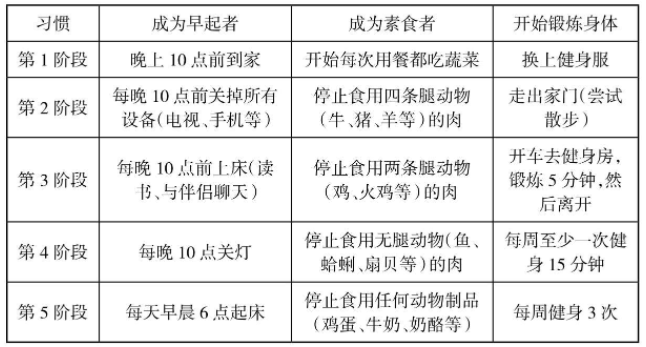 习惯 成为早起者 成为素食者 开始锻炼身体
第1阶段 晚上10点前到家 开始每次用餐都吃蔬菜 换上健身服
第2阶段 每晚10点前关掉所有设备(电视、手机等) 停止食用四条腿动物(牛、猪、羊等)的肉 走出家门(尝试散步)
第3阶段 每晚10点前上床(读书、与伴侣聊天) 停止食用两条腿动物(鸡、火鸡等)的肉 开车去健身房，锻炼5分钟，然后离开
第4阶段 每晚10点关灯 停止食用无腿动物(鱼、蛤蜊、扇贝等)的肉 每周至少一次健身15分钟
第5阶段 每天早晨6点起床 停止食用任何动物制品(鸡蛋、牛奶、奶酪等) 每周健身3次